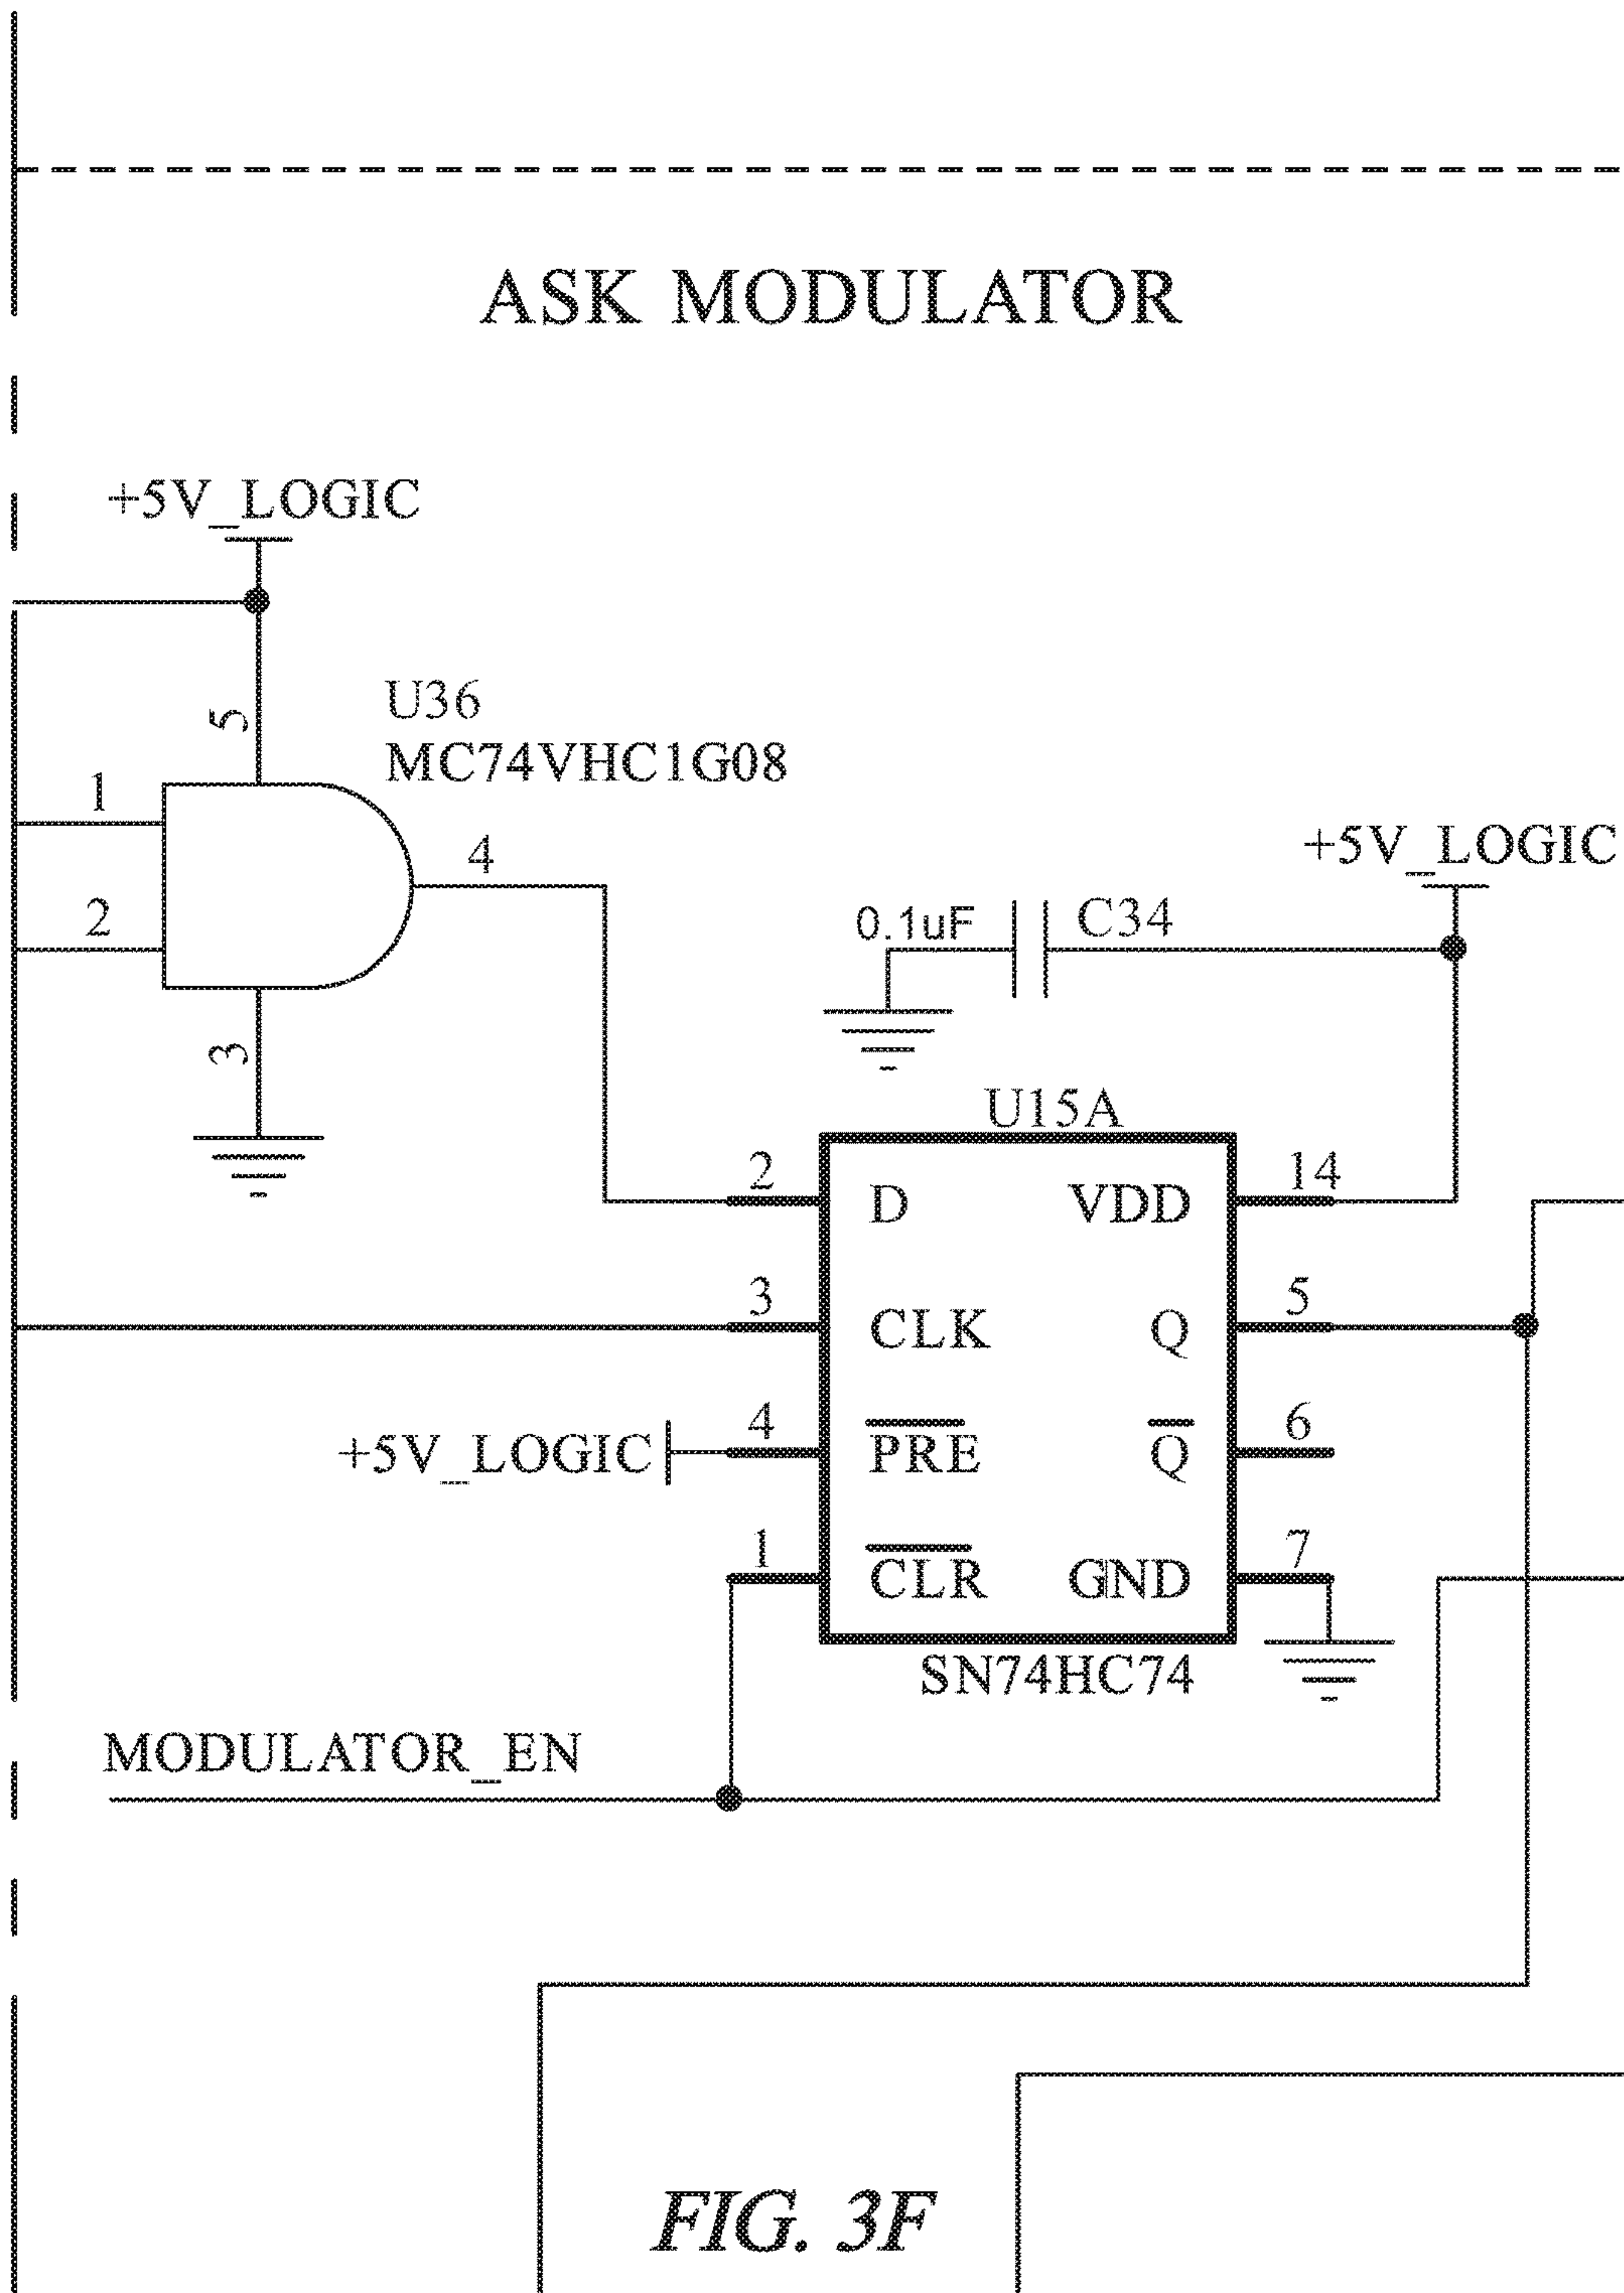 ASK MODULATOR
+5V_LOGIC
5
U36
MC74VHC1G08
1
4
2
3
+5V_LOGIC
0.1uF
C34
U15A
2
D
VDD
14
3
CLK
Q
5
+5V_LOGIC
4
PRE
Q
6
1
CLR
GND
7
SN74HC74
MODULATOR_EN
FIG. 3F